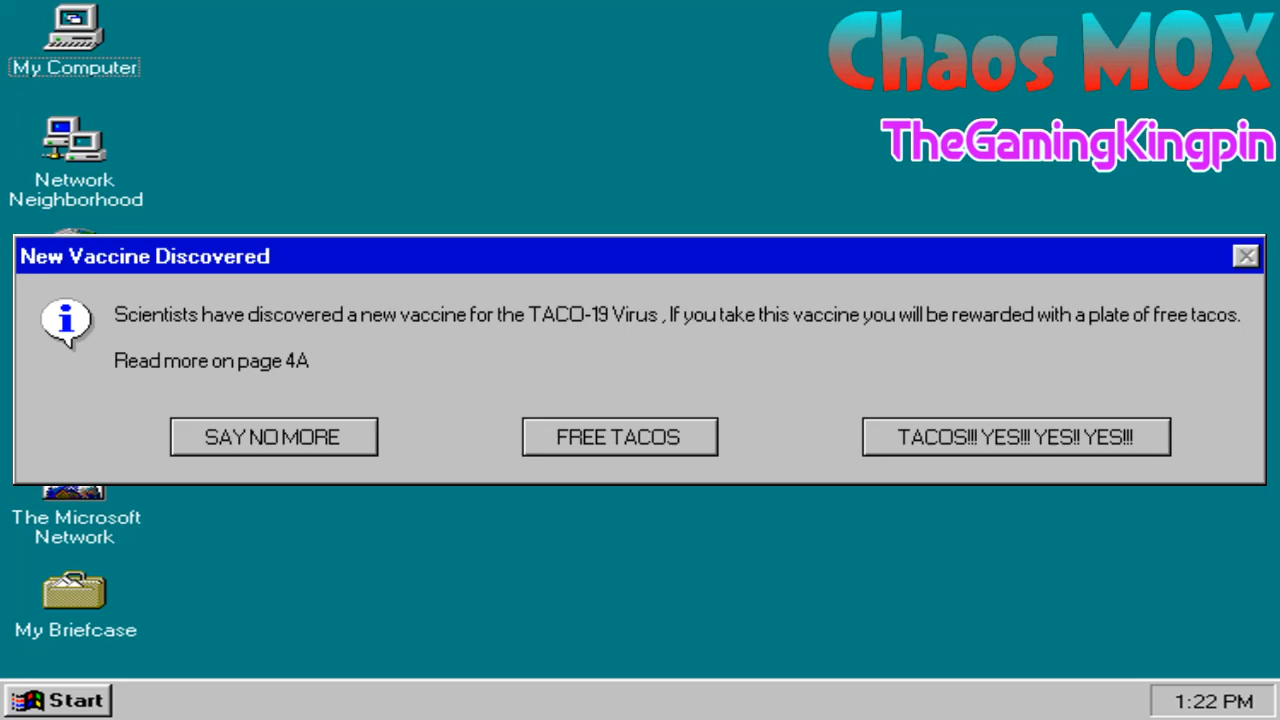 My Computer
Chaos MOX
TheGamingKingpin
Network
Neighborhood
New Vaccine Discovered
Scientists have discovered a new vaccine for the TACO-19 Virus , If you take this vaccine you will be rewarded with a plate of free tacos.
Read more on page 4A
SAY NO MORE
FREE TACOS
TACOS!!! YES!!! YES!! YES!!!
The Microsoft
Network
My Briefcase
Start
1:22 PM